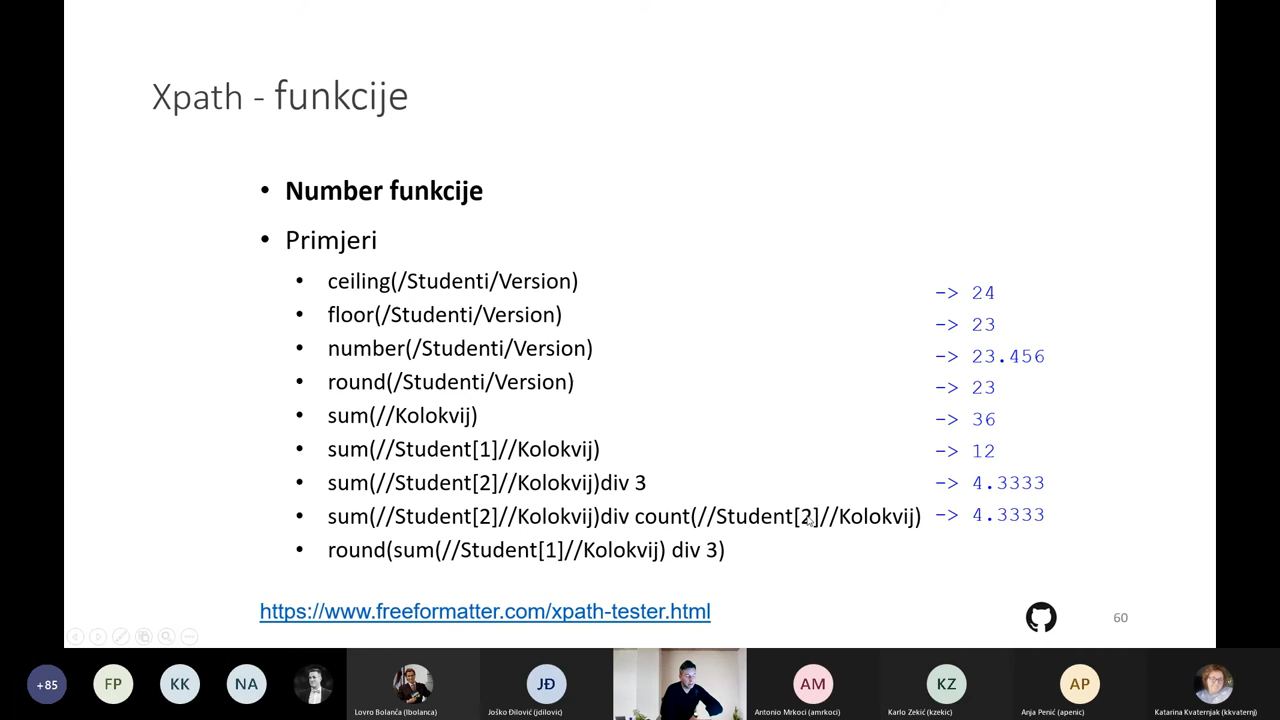 Xpath - funkcije
• Number funkcije
• Primjeri
• ceiling(/Studenti/Version) -> 24
• floor(/Studenti/Version) -> 23
• number(/Studenti/Version) -> 23.456
• round(/Studenti/Version) -> 23
• sum(//Kolokvij) -> 36
• sum(//Student[1]//Kolokvij) -> 12
• sum(//Student[2]//Kolokvij)div 3 -> 4.3333
• sum(//Student[2]//Kolokvij)div count(//Student[2]//Kolokvij) -> 4.3333
• round(sum(//Student[1]//Kolokvij) div 3)
https://www.freeformatter.com/xpath-tester.html
60
+85 FP KK NA JĐ AM KZ AP
Lovro Bolanča (lbolanca) Joško Đilović (jdilovic) Antonio Mrkoci (amrkoci) Karlo Zekić (kzekic) Anja Penić (apenic) Katarina Kvaternjak (kkvaternj)